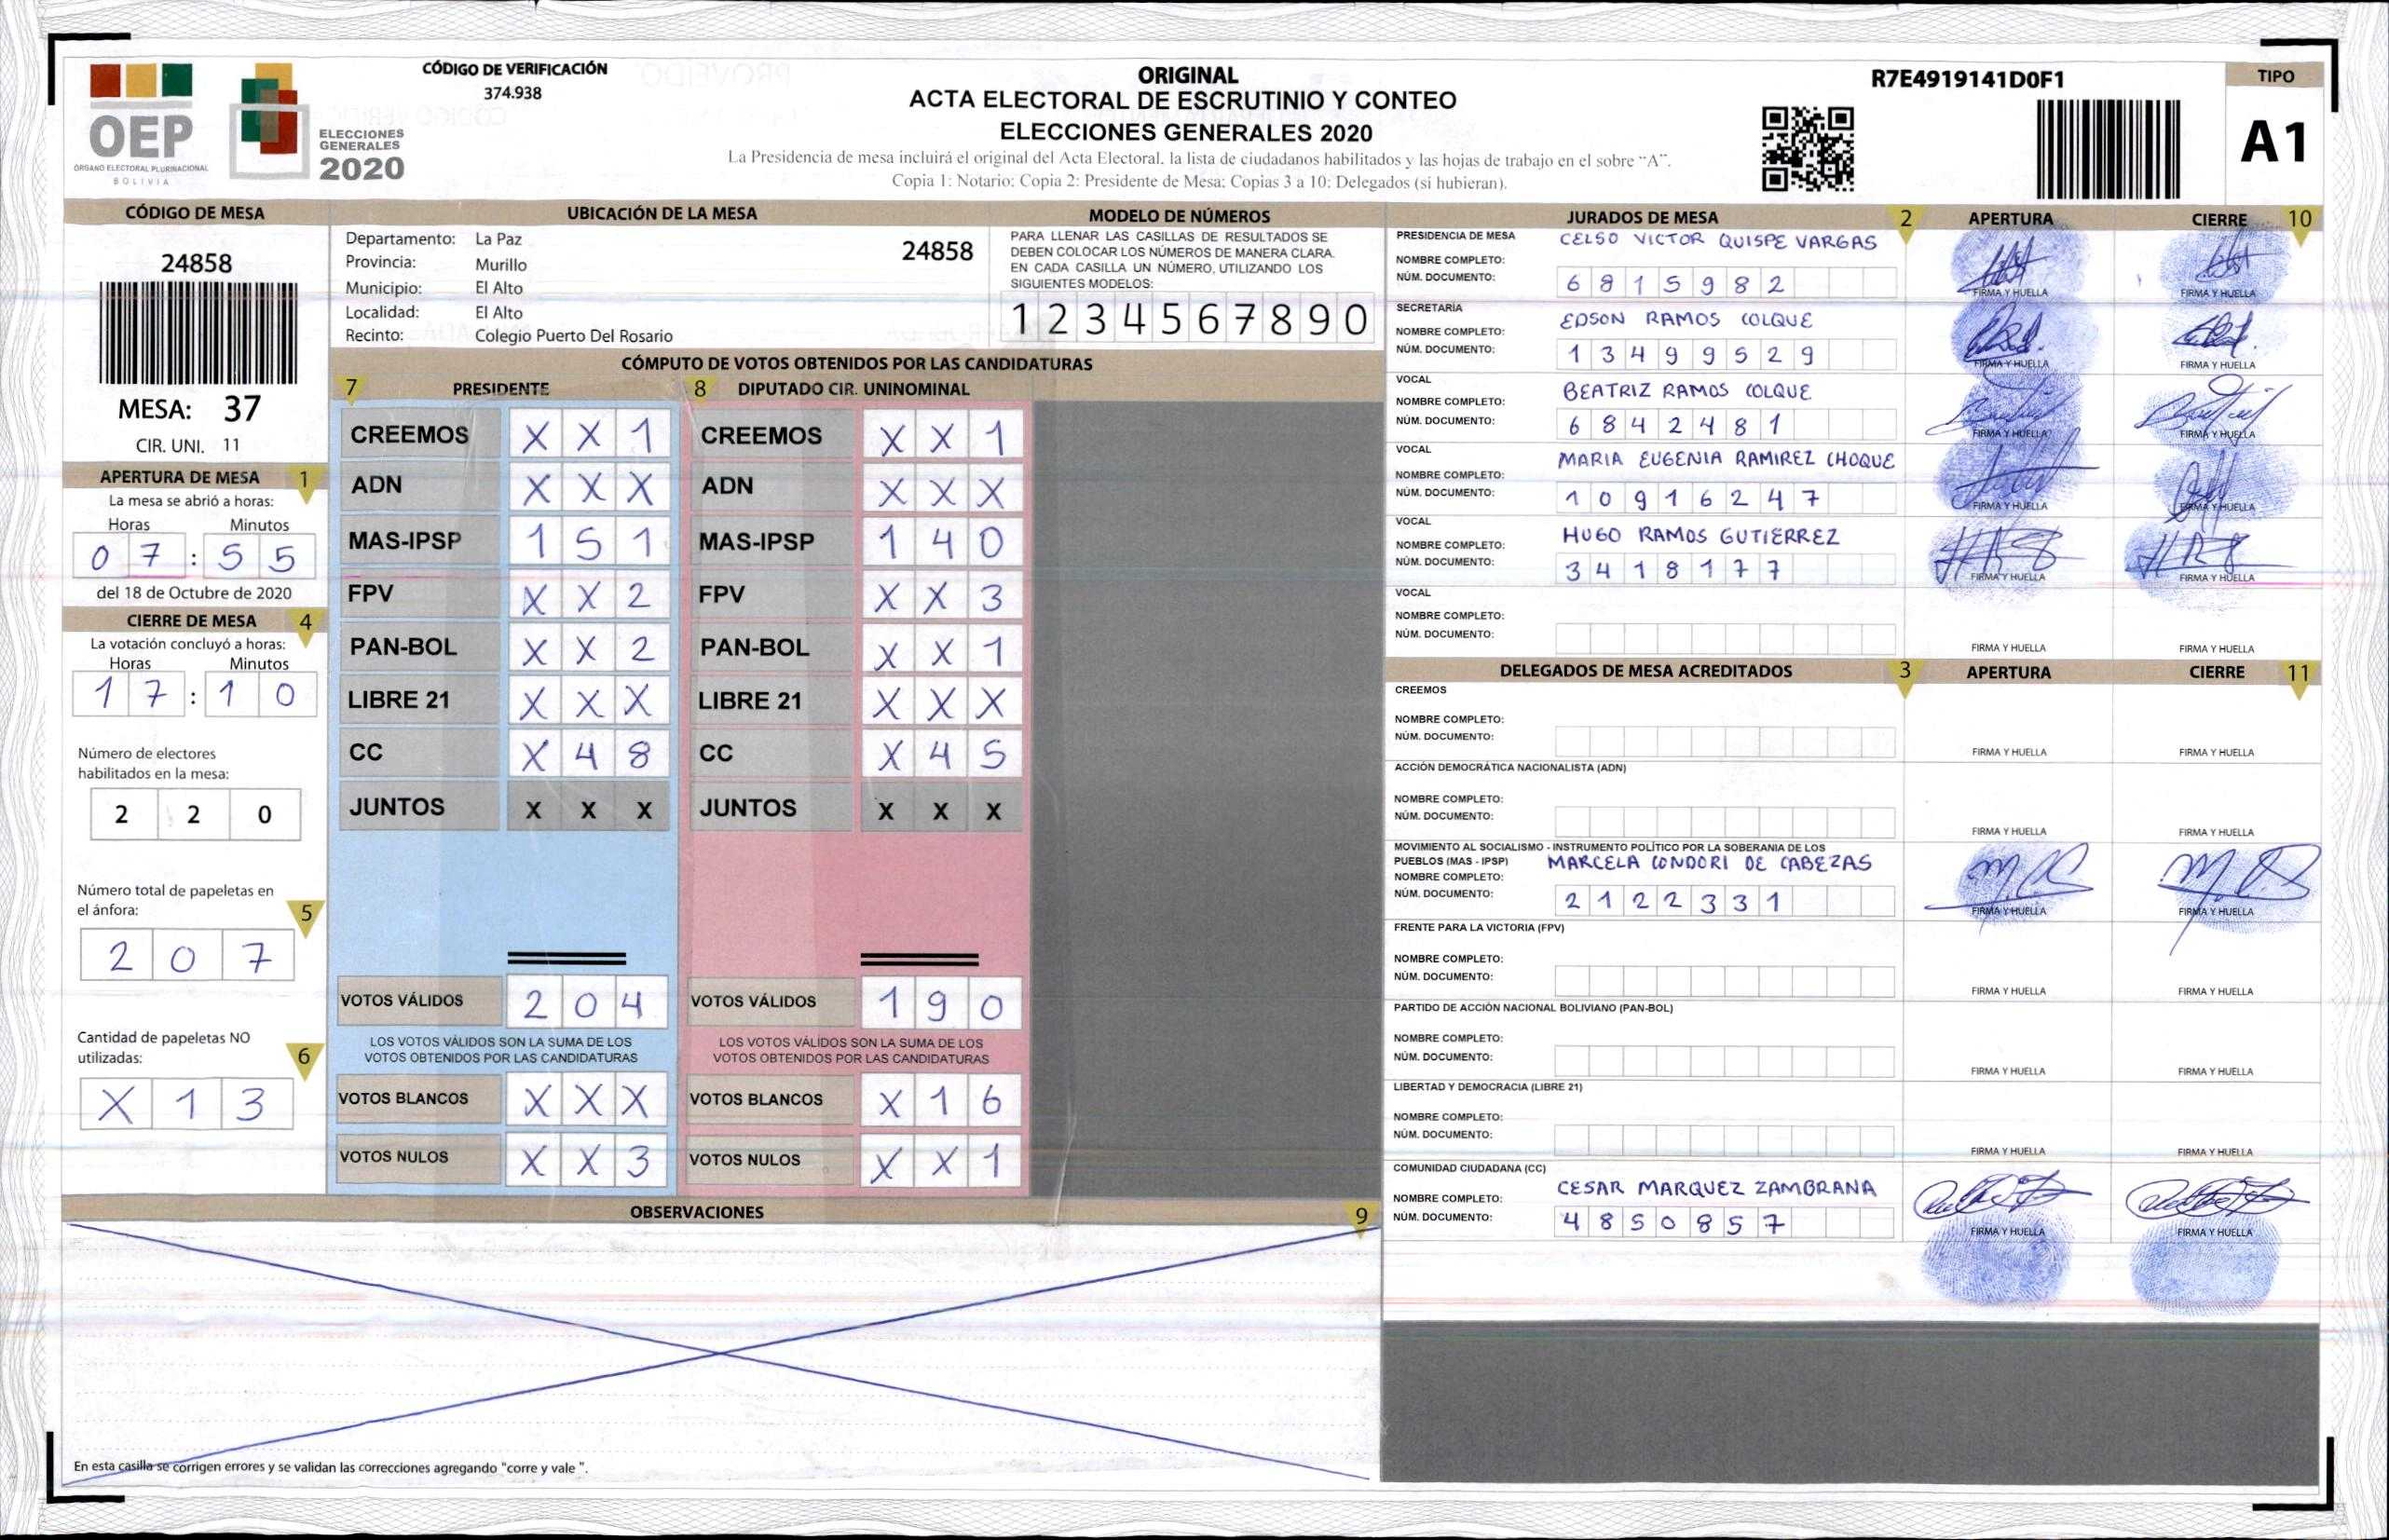 OEP
ÓRGANO ELECTORAL PLURINACIONAL
BOLIVIA
ELECCIONES
GENERALES
2020
CÓDIGO DE VERIFICACIÓN
374.938
ORIGINAL
ACTA ELECTORAL DE ESCRUTINIO Y CONTEO
ELECCIONES GENERALES 2020
La Presidencia de mesa incluirá el original del Acta Electoral. la lista de ciudadanos habilitados y las hojas de trabajo en el sobre “A”.
Copia 1: Notario; Copia 2: Presidente de Mesa; Copias 3 a 10: Delegados (si hubieran).
R7E4919141D0F1
TIPO
A1
CÓDIGO DE MESA
24858
MESA: 37
CIR. UNI. 11
APERTURA DE MESA 1
La mesa se abrió a horas:
Horas Minutos
0 7 : 5 5
del 18 de Octubre de 2020
CIERRE DE MESA 4
La votación concluyó a horas:
Horas Minutos
1 7 : 1 0
Número de electores
habilitados en la mesa:
2 2 0
Número total de papeletas en
el ánfora: 5
2 0 7
Cantidad de papeletas NO
utilizadas: 6
X 1 3
UBICACIÓN DE LA MESA
Departamento: La Paz 24858
Provincia: Murillo
Municipio: El Alto
Localidad: El Alto
Recinto: Colegio Puerto Del Rosario
MODELO DE NÚMEROS
PARA LLENAR LAS CASILLAS DE RESULTADOS SE
DEBEN COLOCAR LOS NÚMEROS DE MANERA CLARA.
EN CADA CASILLA UN NÚMERO, UTILIZANDO LOS
SIGUIENTES MODELOS:
1 2 3 4 5 6 7 8 9 0
CÓMPUTO DE VOTOS OBTENIDOS POR LAS CANDIDATURAS
7 PRESIDENTE 8 DIPUTADO CIR. UNINOMINAL
CREEMOS X X 1 CREEMOS X X 1
ADN X X X ADN X X X
MAS-IPSP 1 5 1 MAS-IPSP 1 4 0
FPV X X 2 FPV X X 3
PAN-BOL X X 2 PAN-BOL X X 1
LIBRE 21 X X X LIBRE 21 X X X
CC X 4 8 CC X 4 5
JUNTOS X X X JUNTOS X X X
VOTOS VÁLIDOS 2 0 4 VOTOS VÁLIDOS 1 9 0
LOS VOTOS VÁLIDOS SON LA SUMA DE LOS LOS VOTOS VÁLIDOS SON LA SUMA DE LOS
VOTOS OBTENIDOS POR LAS CANDIDATURAS VOTOS OBTENIDOS POR LAS CANDIDATURAS
VOTOS BLANCOS X X X VOTOS BLANCOS X 1 6
VOTOS NULOS X X 3 VOTOS NULOS X X 1
OBSERVACIONES 9
En esta casilla se corrigen errores y se validan las correcciones agregando "corre y vale ".
JURADOS DE MESA 2 APERTURA CIERRE 10
PRESIDENCIA DE MESA CELSO VICTOR QUISPE VARGAS
NOMBRE COMPLETO:
NÚM. DOCUMENTO: 6 8 1 5 9 8 2
FIRMA Y HUELLA FIRMA Y HUELLA
SECRETARÍA
NOMBRE COMPLETO: EDSON RAMOS COLQUE
NÚM. DOCUMENTO: 1 3 4 9 9 5 2 9
FIRMA Y HUELLA FIRMA Y HUELLA
VOCAL
NOMBRE COMPLETO: BEATRIZ RAMOS COLQUE
NÚM. DOCUMENTO: 6 8 4 2 4 8 1
FIRMA Y HUELLA FIRMA Y HUELLA
VOCAL
NOMBRE COMPLETO: MARIA EUGENIA RAMIREZ CHOQUE
NÚM. DOCUMENTO: 1 0 9 1 6 2 4 7
FIRMA Y HUELLA FIRMA Y HUELLA
VOCAL
NOMBRE COMPLETO: HUGO RAMOS GUTIERREZ
NÚM. DOCUMENTO: 3 4 1 8 1 7 7
FIRMA Y HUELLA FIRMA Y HUELLA
VOCAL
NOMBRE COMPLETO:
NÚM. DOCUMENTO:
FIRMA Y HUELLA FIRMA Y HUELLA
DELEGADOS DE MESA ACREDITADOS 3 APERTURA CIERRE 11
CREEMOS
NOMBRE COMPLETO:
NÚM. DOCUMENTO:
FIRMA Y HUELLA FIRMA Y HUELLA
ACCIÓN DEMOCRÁTICA NACIONALISTA (ADN)
NOMBRE COMPLETO:
NÚM. DOCUMENTO:
FIRMA Y HUELLA FIRMA Y HUELLA
MOVIMIENTO AL SOCIALISMO - INSTRUMENTO POLÍTICO POR LA SOBERANIA DE LOS
PUEBLOS (MAS - IPSP) MARCELA CONDORI DE CABEZAS
NOMBRE COMPLETO:
NÚM. DOCUMENTO: 2 1 2 2 3 3 1
FIRMA Y HUELLA FIRMA Y HUELLA
FRENTE PARA LA VICTORIA (FPV)
NOMBRE COMPLETO:
NÚM. DOCUMENTO:
FIRMA Y HUELLA FIRMA Y HUELLA
PARTIDO DE ACCIÓN NACIONAL BOLIVIANO (PAN-BOL)
NOMBRE COMPLETO:
NÚM. DOCUMENTO:
FIRMA Y HUELLA FIRMA Y HUELLA
LIBERTAD Y DEMOCRACIA (LIBRE 21)
NOMBRE COMPLETO:
NÚM. DOCUMENTO:
FIRMA Y HUELLA FIRMA Y HUELLA
COMUNIDAD CIUDADANA (CC)
NOMBRE COMPLETO: CESAR MARQUEZ ZAMBRANA
NÚM. DOCUMENTO: 4 8 5 0 8 5 7
FIRMA Y HUELLA FIRMA Y HUELLA